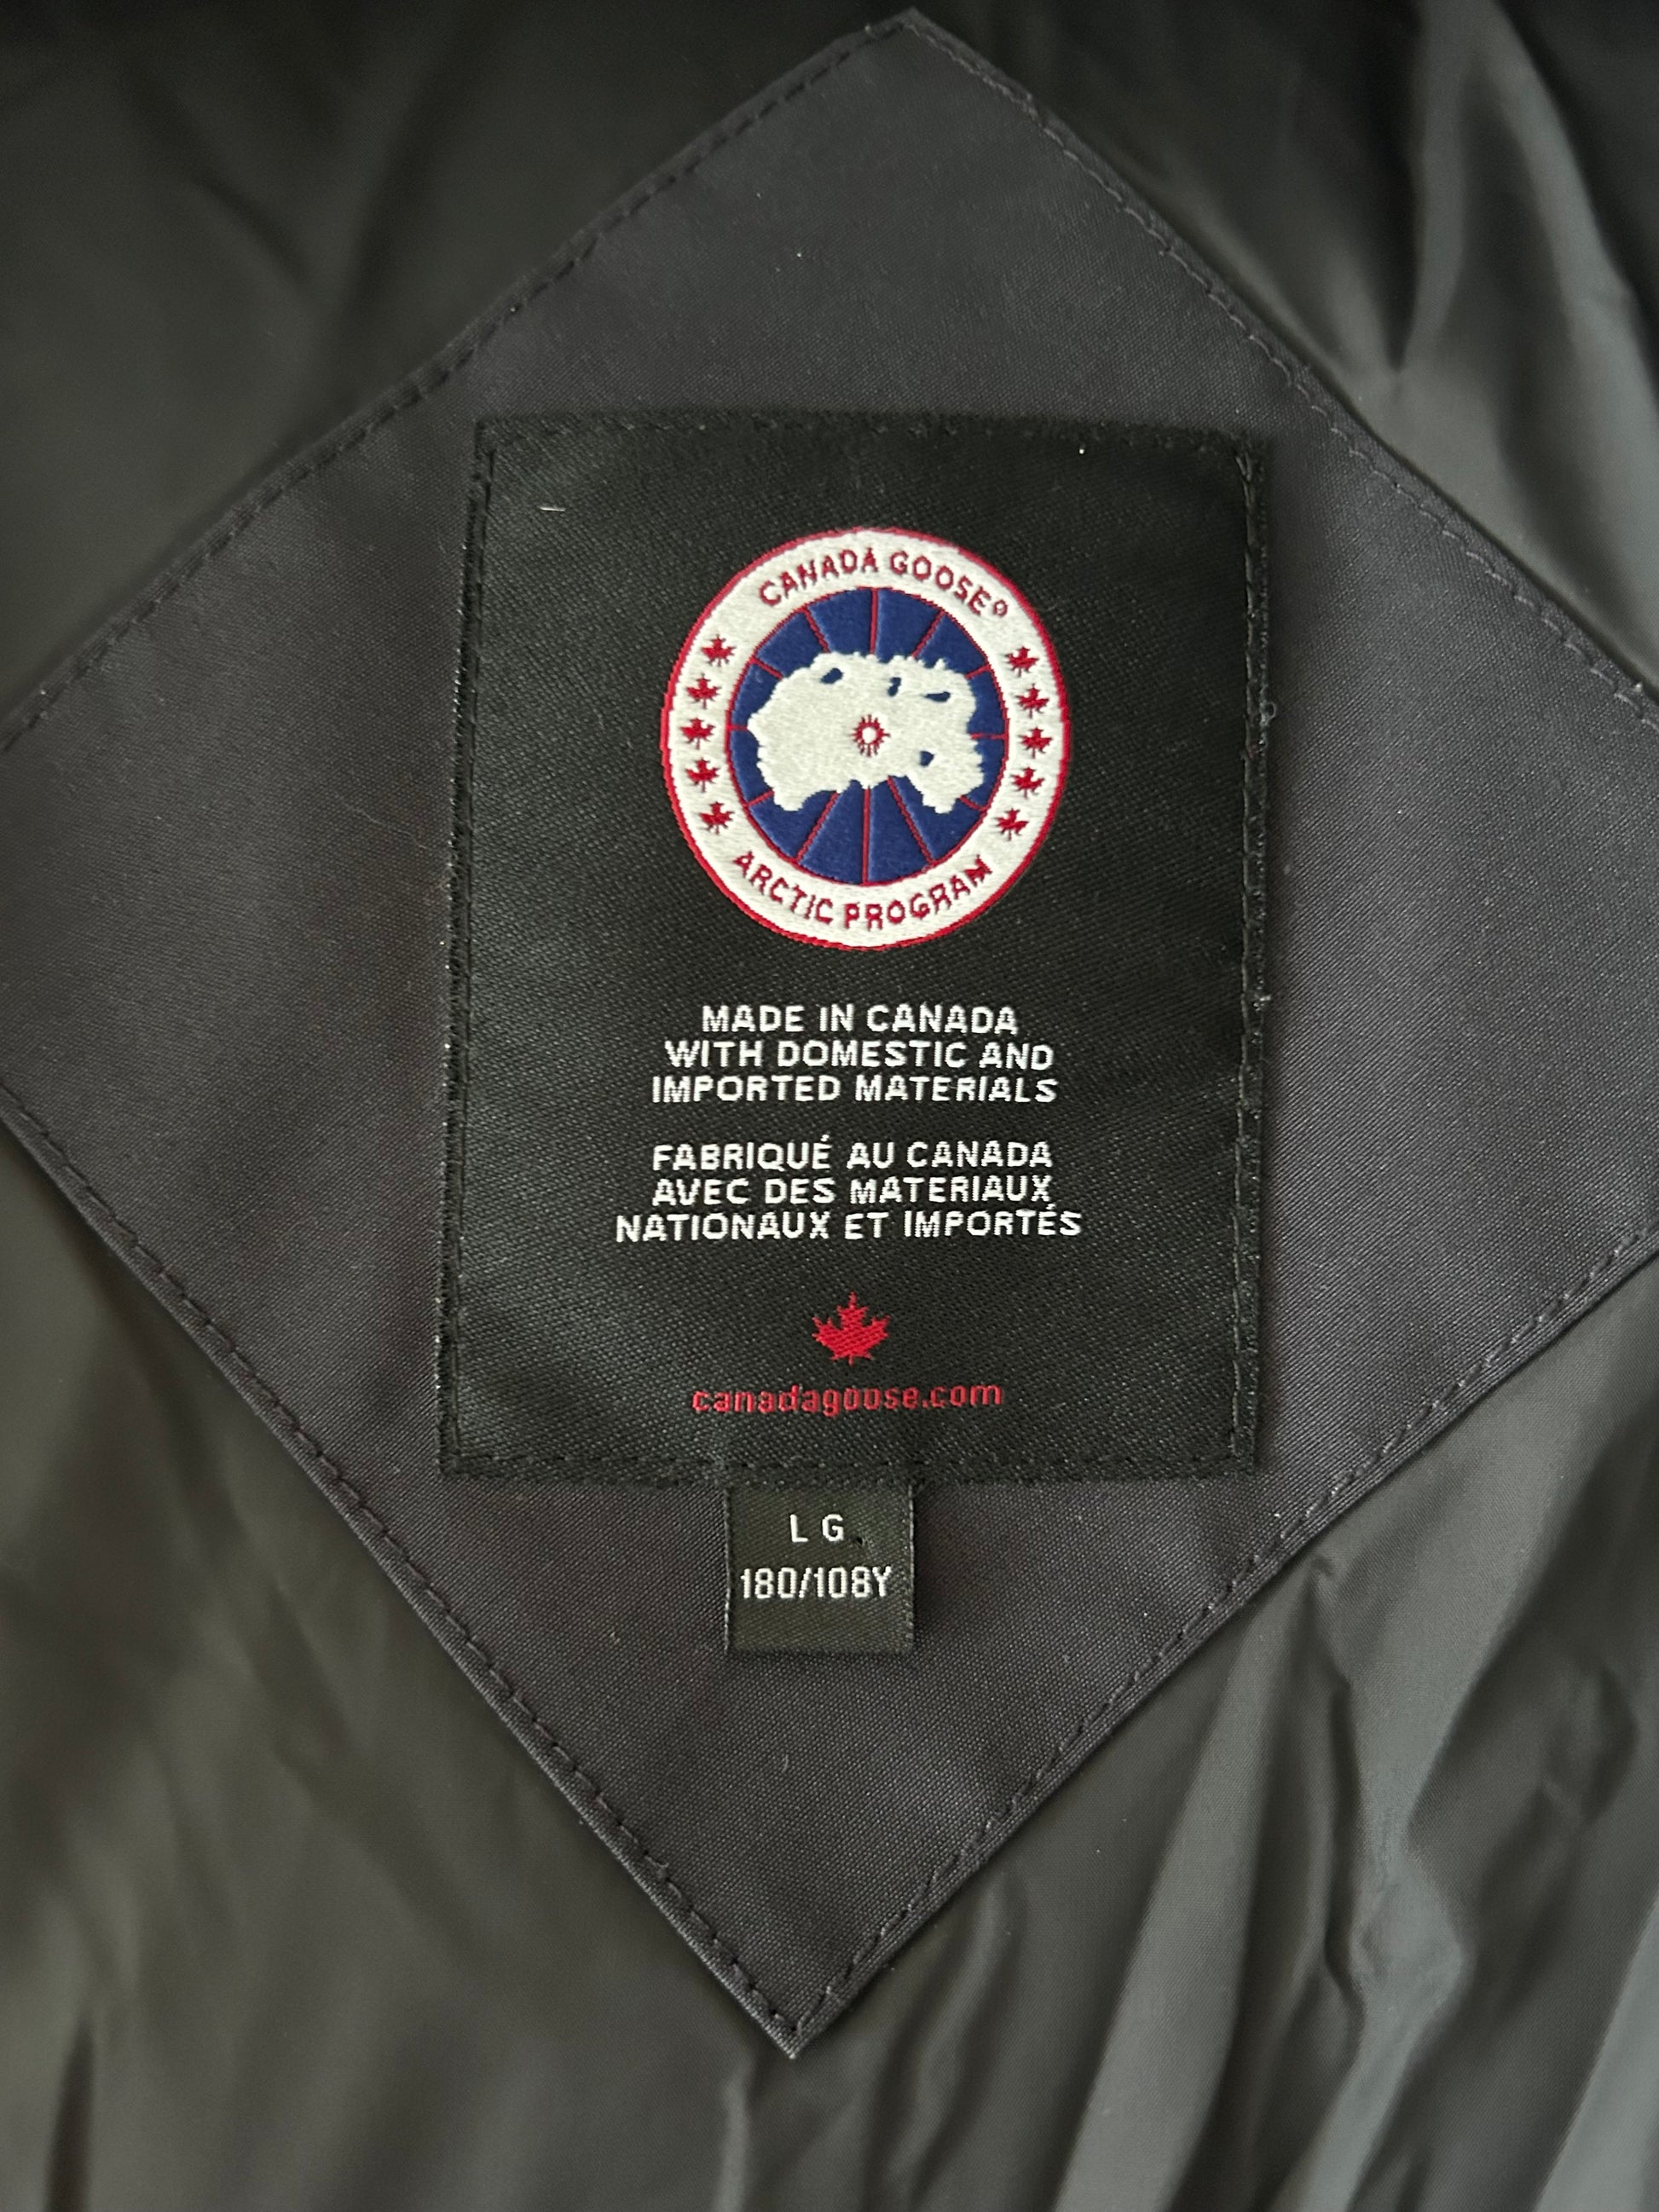 CANADA GOOSE®
ARCTIC PROGRAM
MADE IN CANADA
WITH DOMESTIC AND
IMPORTED MATERIALS
FABRIQUÉ AU CANADA
AVEC DES MATERIAUX
NATIONAUX ET IMPORTÉS
canadagoose.com
LG
180/108Y